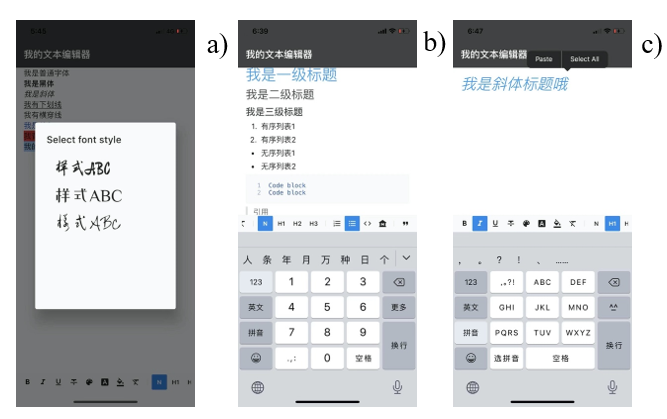 6:45
我的文本编辑器
我是普通字体
我是黑体
我是斜体
我有下划线
我有横穿线
Select font style
样式ABC
样式ABC
样式ABC
B I U N H1 H
a)
6:39
我的文本编辑器
我是一级标题
我是二级标题
我是三级标题
1. 有序列表1
2. 有序列表2
• 无序列表1
• 无序列表2
1 Code block
2 Code block
引用
N H1 H2 H3
人 条 年 月 万 种 日 个
123 1 2 3
英文 4 5 6 更多
拼音 7 8 9 换行
.,: 0 空格
b)
6:47
我的文本编辑器
Paste Select All
我是斜体标题哦
B I U N H1 H
， 。 ？ ！ 、 ……
123 ,。?! ABC DEF
英文 GHI JKL MNO ^^
拼音 PQRS TUV WXYZ 换行
选拼音 空格
c)